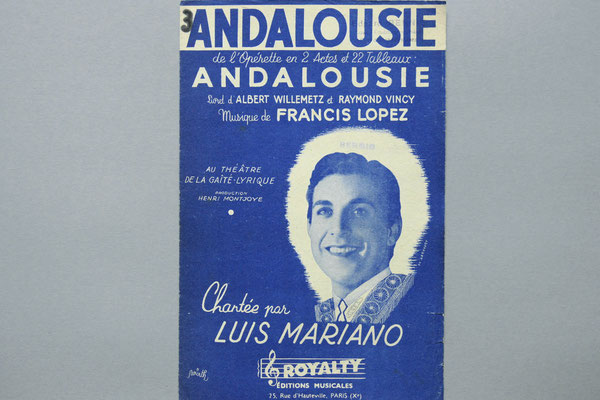 3
ANDALOUSIE
de l'Opérette en 2 Actes et 22 Tableaux :
ANDALOUSIE
Livret d'ALBERT WILLEMETZ et RAYMOND VINCY
Musique de FRANCIS LOPEZ
AU THÉÂTRE
DE LA GAÎTÉ-LYRIQUE
PRODUCTION
HENRI MONTJOYE
Chantée par
LUIS MARIANO
ROYALTY
ÉDITIONS MUSICALES
75, Rue d'Hauteville, PARIS (Xe)